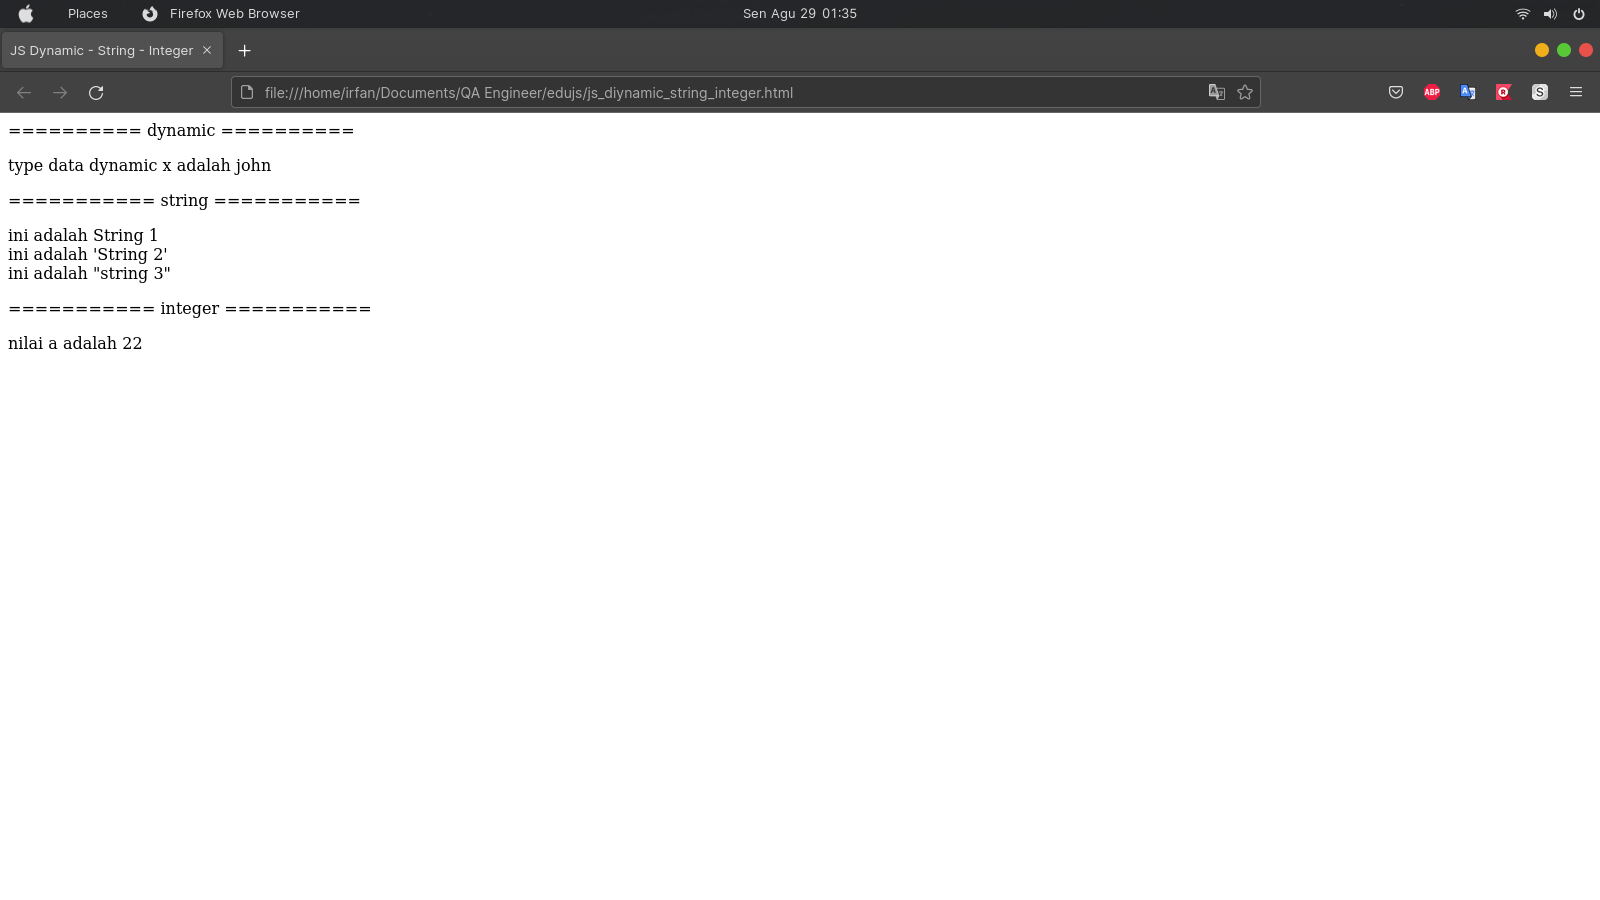 Places Firefox Web Browser Sen Agu 29 01:35
JS Dynamic - String - Integer
file:///home/irfan/Documents/QA Engineer/edujs/js_diynamic_string_integer.html
ABP
S
========== dynamic ==========
type data dynamic x adalah john
=========== string ===========
ini adalah String 1
ini adalah 'String 2'
ini adalah "string 3"
=========== integer ===========
nilai a adalah 22